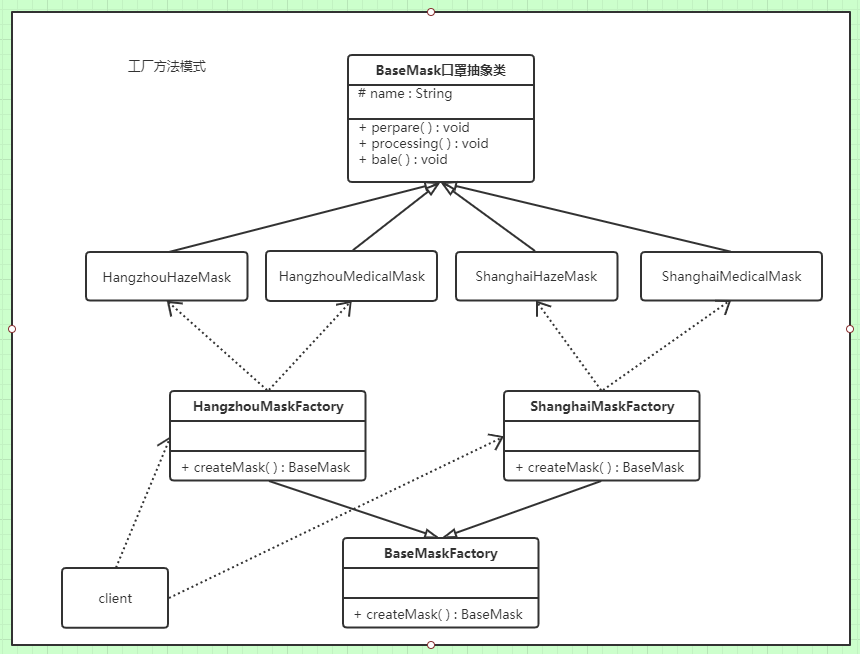 工厂方法模式
BaseMask口罩抽象类
# name : String
+ perpare( ) : void
+ processing( ) : void
+ bale( ) : void
HangzhouHazeMask
HangzhouMedicalMask
ShanghaiHazeMask
ShanghaiMedicalMask
HangzhouMaskFactory
+ createMask( ) : BaseMask
ShanghaiMaskFactory
+ createMask( ) : BaseMask
BaseMaskFactory
+ createMask( ) : BaseMask
client